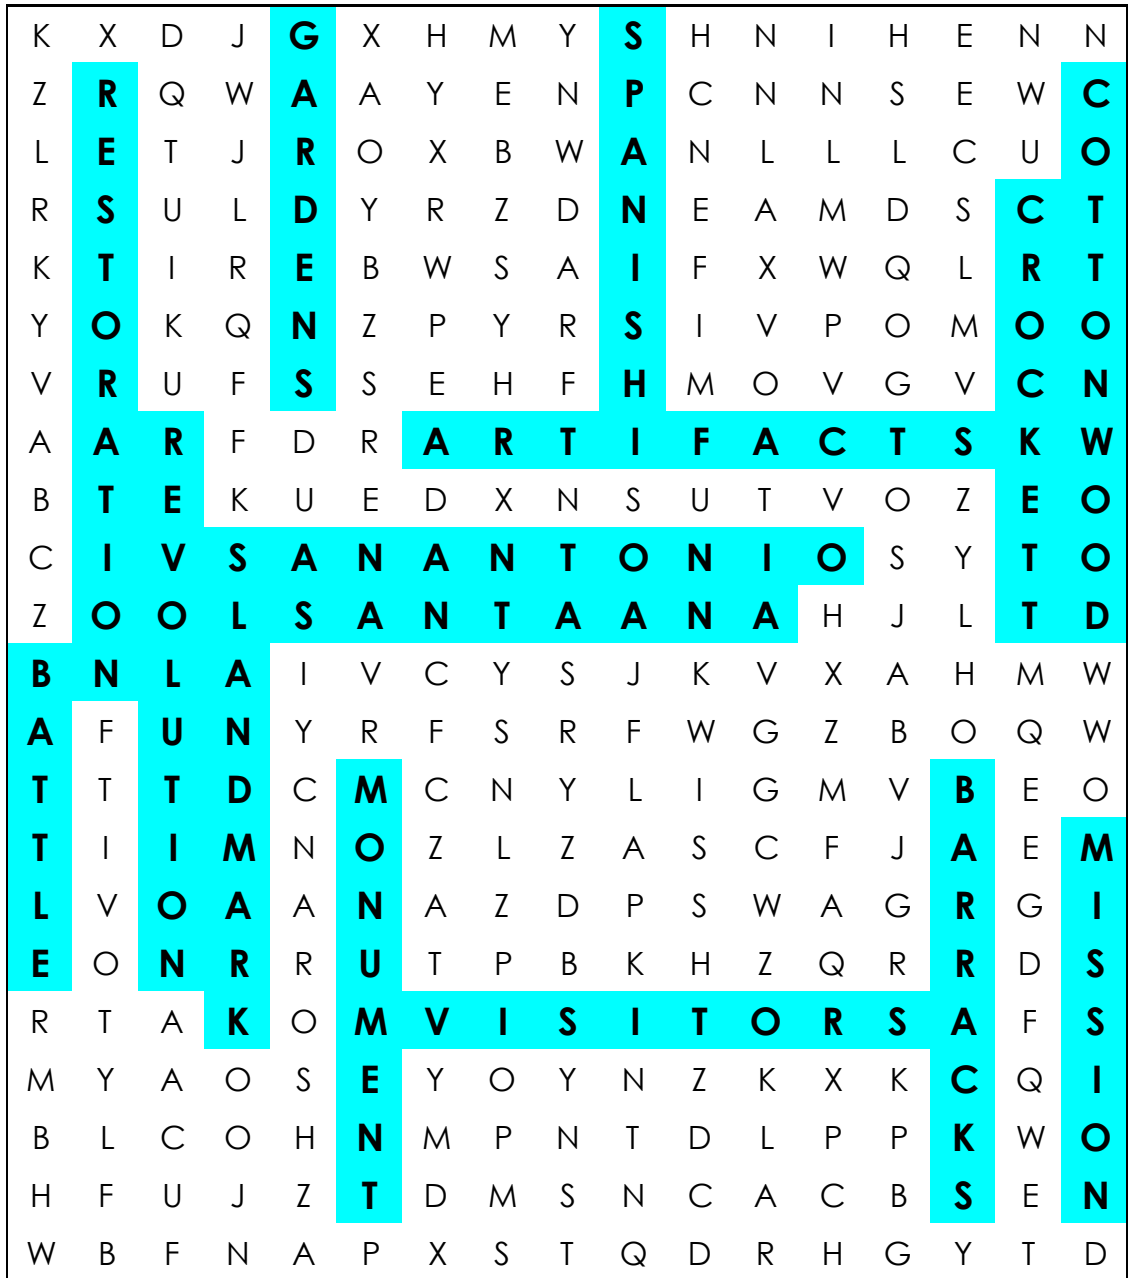 K X D J G X H M Y S H N I H E N N
Z R Q W A A Y E N P C N N S E W C
L E T J R O X B W A N L L L C U O
R S U L D Y R Z D N E A M D S C T
K T I R E B W S A I F X W Q L R T
Y O K Q N Z P Y R S I V P O M O O
V R U F S S E H F H M O V G V C N
A A R F D R A R T I F A C T S K W
B T E K U E D X N S U T V O Z E O
C I V S A N A N T O N I O S Y T O
Z O O L S A N T A A N A H J L T D
B N L A I V C Y S J K V X A H M W
A F U N Y R F S R F W G Z B O Q W
T T T D C M C N Y L I G M V B E O
T I I M N O Z L Z A S C F J A E M
L V O A A N A Z D P S W A G R G I
E O N R R U T P B K H Z Q R R D S
R T A K O M V I S I T O R S A F S
M Y A O S E Y O Y N Z K X K C Q I
B L C O H N M P N T D L P P K W O
H F U J Z T D M S N C A C B S E N
W B F N A P X S T Q D R H G Y T D